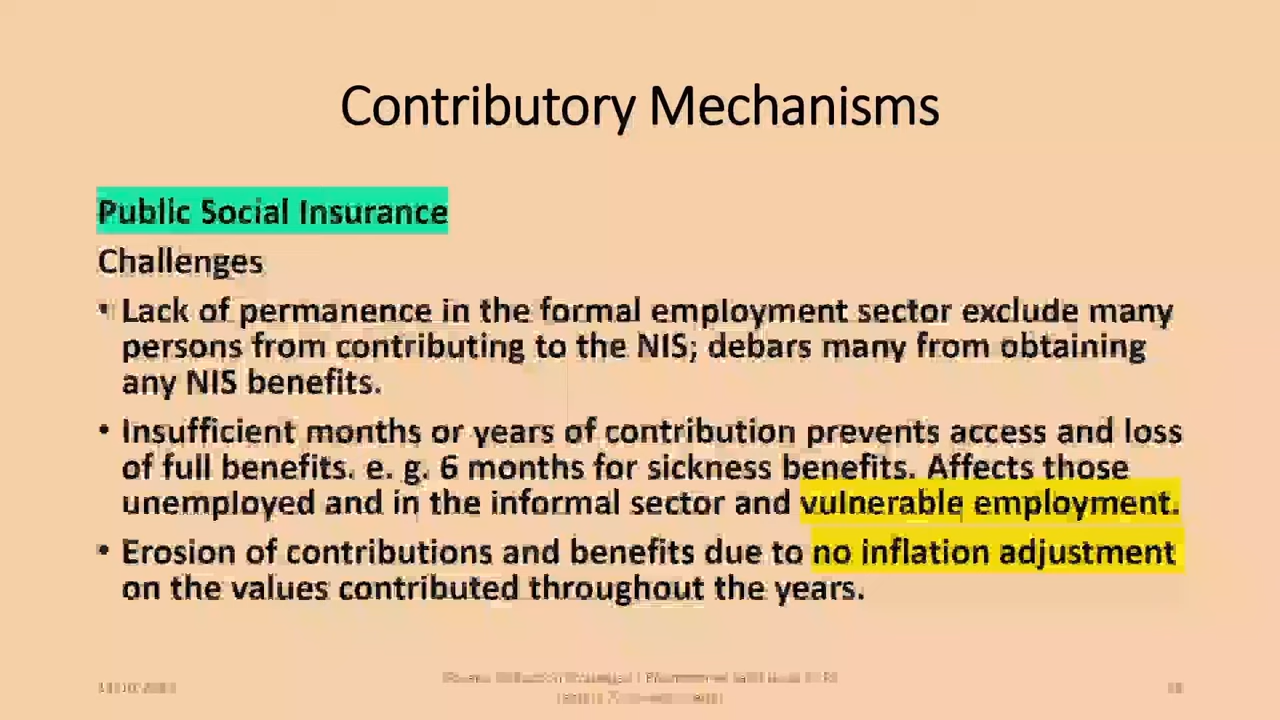 Contributory Mechanisms
Public Social Insurance
Challenges
• Lack of permanence in the formal employment sector exclude many
persons from contributing to the NIS; debars many from obtaining
any NIS benefits.
• Insufficient months or years of contribution prevents access and loss
of full benefits. e. g. 6 months for sickness benefits. Affects those
unemployed and in the informal sector and vulnerable employment.
• Erosion of contributions and benefits due to no inflation adjustment
on the values contributed throughout the years.